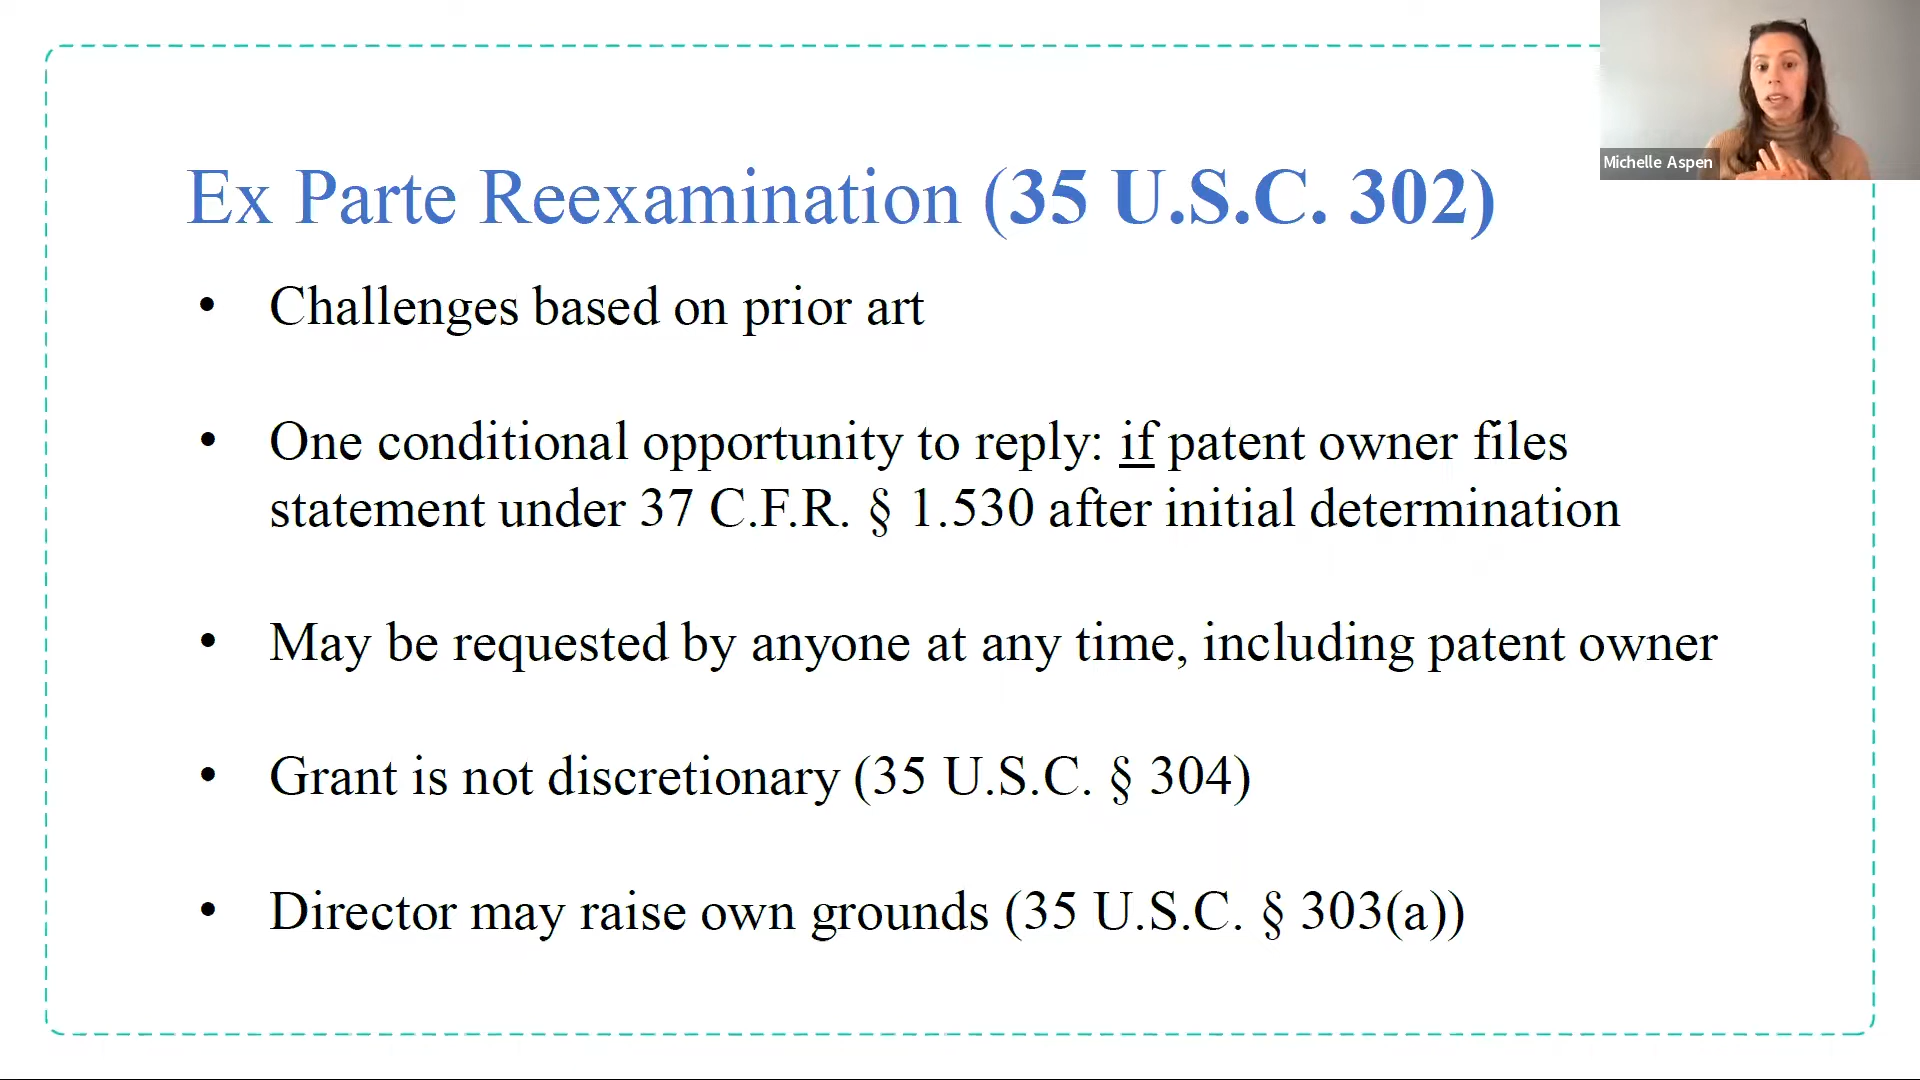 Michelle Aspen
Ex Parte Reexamination (35 U.S.C. 302)
• Challenges based on prior art
• One conditional opportunity to reply: if patent owner files
statement under 37 C.F.R. § 1.530 after initial determination
• May be requested by anyone at any time, including patent owner
• Grant is not discretionary (35 U.S.C. § 304)
• Director may raise own grounds (35 U.S.C. § 303(a))